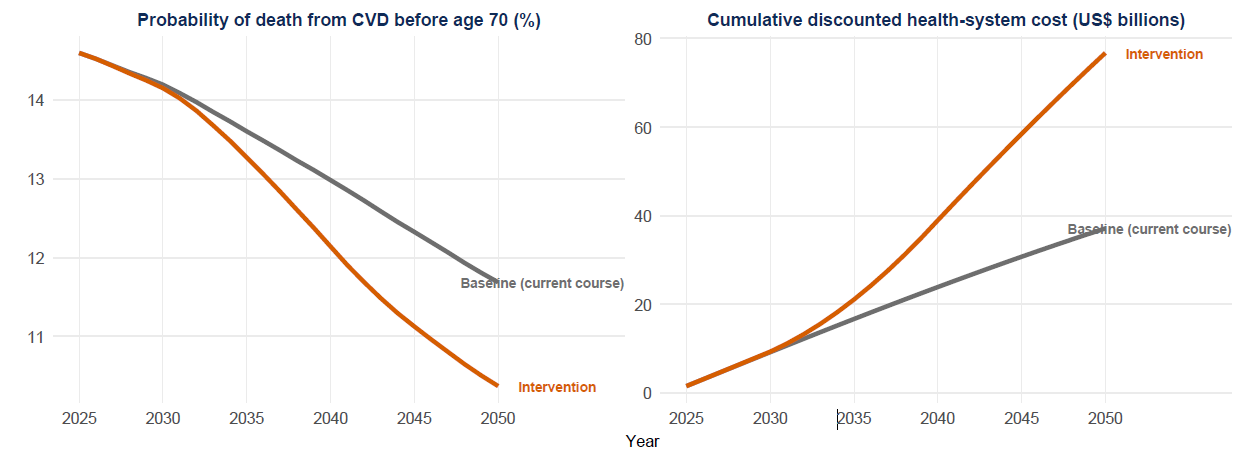 Probability of death from CVD before age 70 (%)
14
13
12
11
Baseline (current course)
Intervention
2025 2030 2035 2040 2045 2050
Cumulative discounted health-system cost (US$ billions)
80
60
40
20
0
Intervention
Baseline (current course)
2025 2030 2035 2040 2045 2050
Year